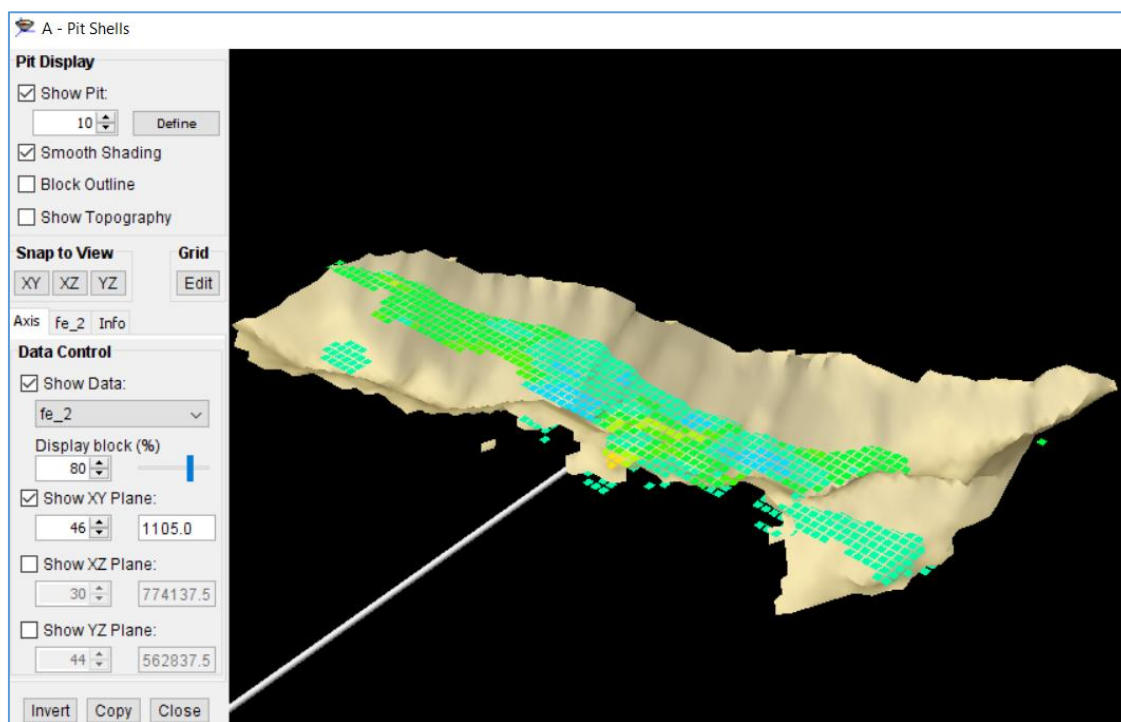 A - Pit Shells
Pit Display
Show Pit:
10 Define
Smooth Shading
Block Outline
Show Topography
Snap to View Grid
XY XZ YZ Edit
Axis fe_2 Info
Data Control
Show Data:
fe_2
Display block (%)
80
Show XY Plane:
46 1105.0
Show XZ Plane:
30 774137.5
Show YZ Plane:
44 562837.5
Invert Copy Close